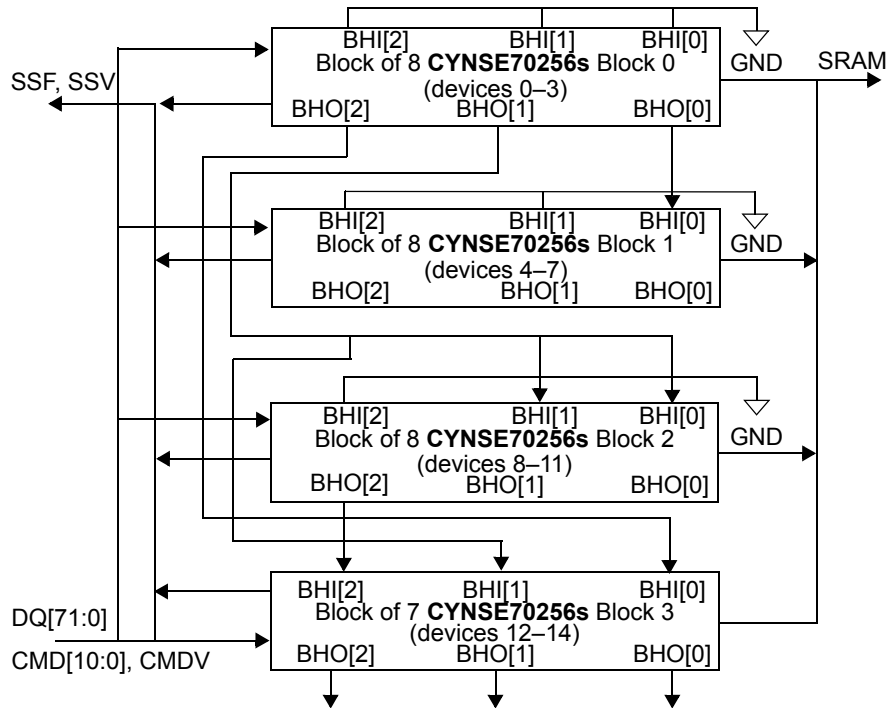 BHI[2] BHI[1] BHI[0]
Block of 8 CYNSE70256s Block 0
GND
SRAM
SSF, SSV
(devices 0–3)
BHO[2] BHO[1] BHO[0]
BHI[2] BHI[1] BHI[0]
Block of 8 CYNSE70256s Block 1
GND
(devices 4–7)
BHO[2] BHO[1] BHO[0]
BHI[2] BHI[1] BHI[0]
Block of 8 CYNSE70256s Block 2
GND
(devices 8–11)
BHO[2] BHO[1] BHO[0]
BHI[2] BHI[1] BHI[0]
Block of 7 CYNSE70256s Block 3
DQ[71:0]
(devices 12–14)
CMD[10:0], CMDV
BHO[2] BHO[1] BHO[0]